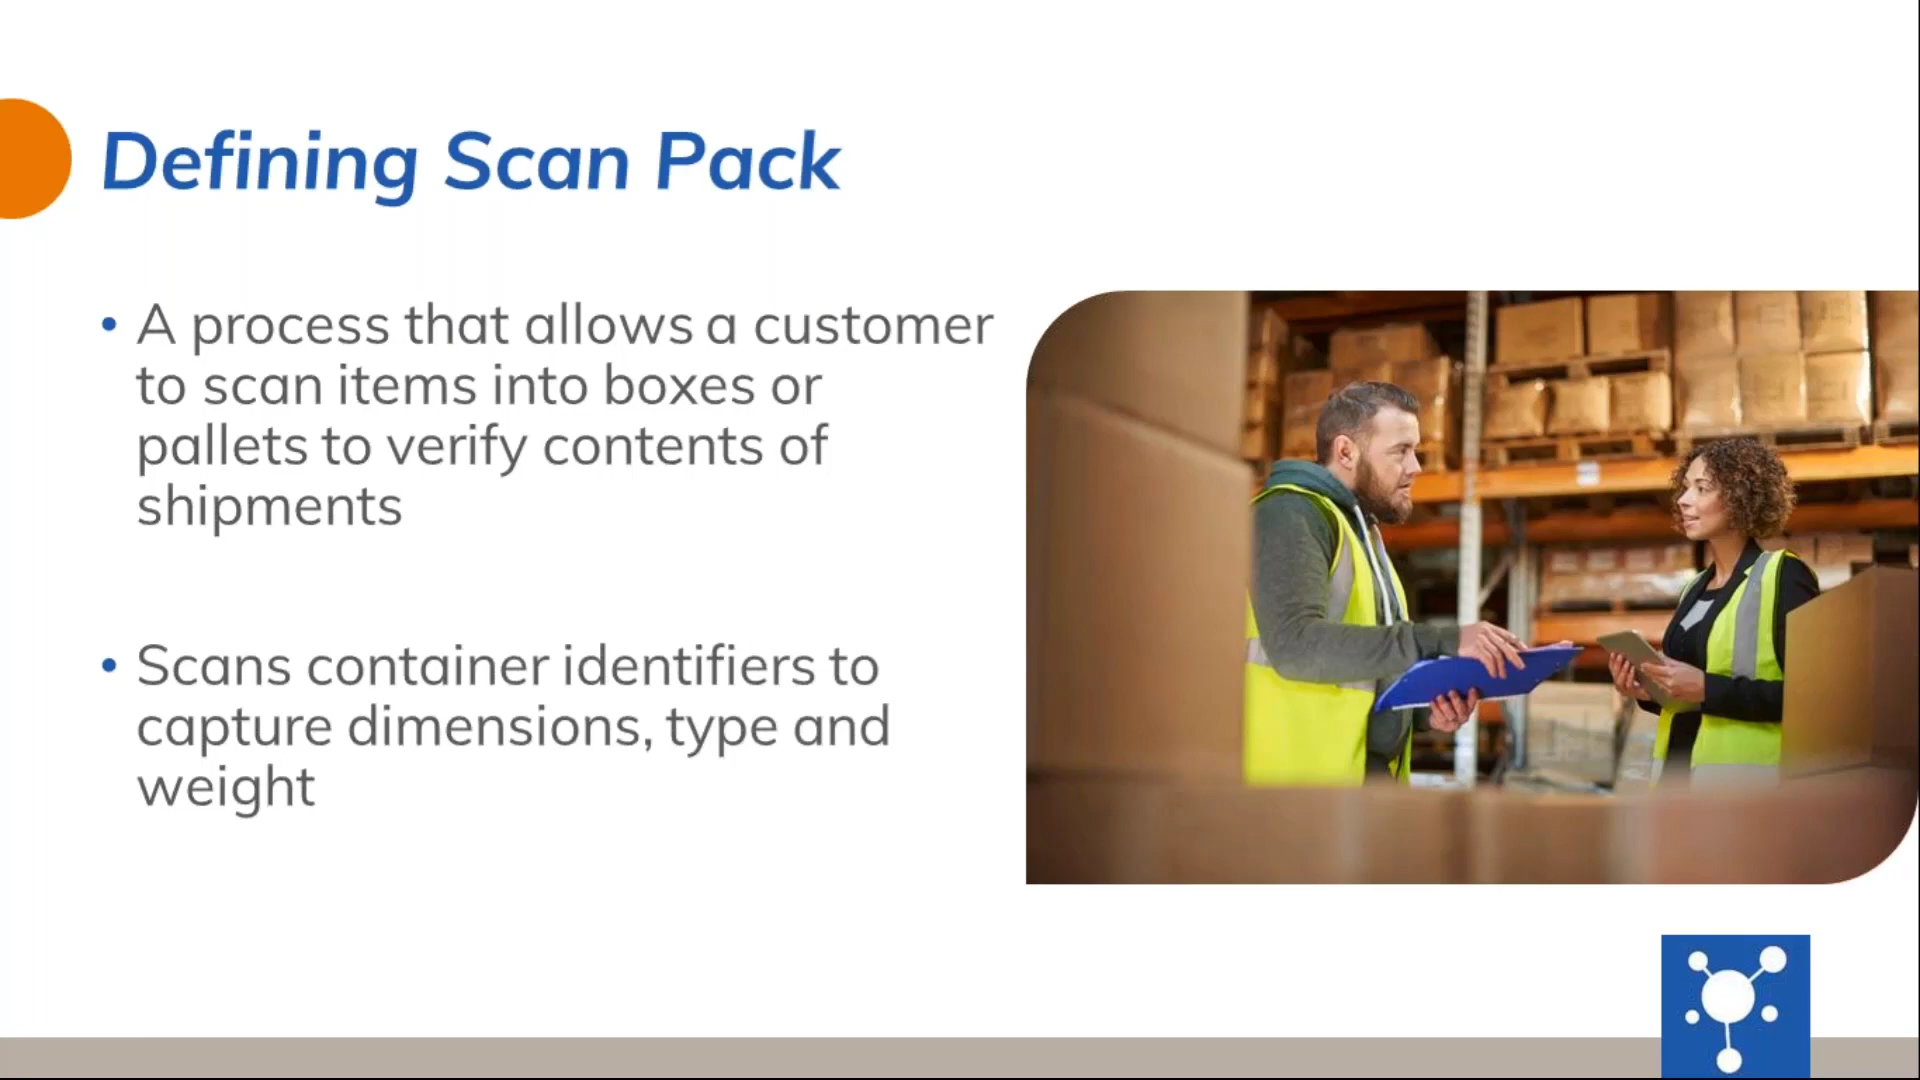 Defining Scan Pack
• A process that allows a customer
to scan items into boxes or
pallets to verify contents of
shipments
• Scans container identifiers to
capture dimensions, type and
weight